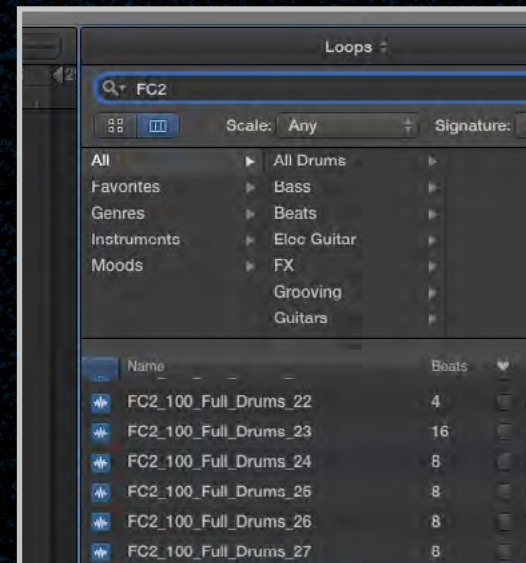 Loops
FC2
Scale: Any Signature:
All All Drums
Favorites Bass
Genres Beats
Instruments Elec Guitar
Moods FX
Grooving
Guitars
Name Beats
FC2_100_Full_Drums_22 4
FC2_100_Full_Drums_23 16
FC2_100_Full_Drums_24 8
FC2_100_Full_Drums_25 8
FC2_100_Full_Drums_26 8
FC2_100_Full_Drums_27 8